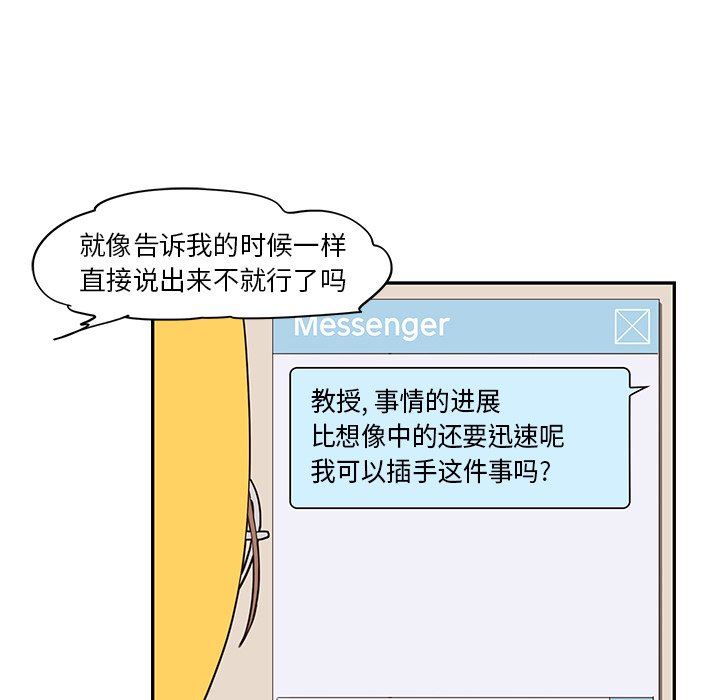 就像告诉我的时候一样
直接说出来不就行了吗
Messenger
教授, 事情的进展
比想像中的还要迅速呢
我可以插手这件事吗?